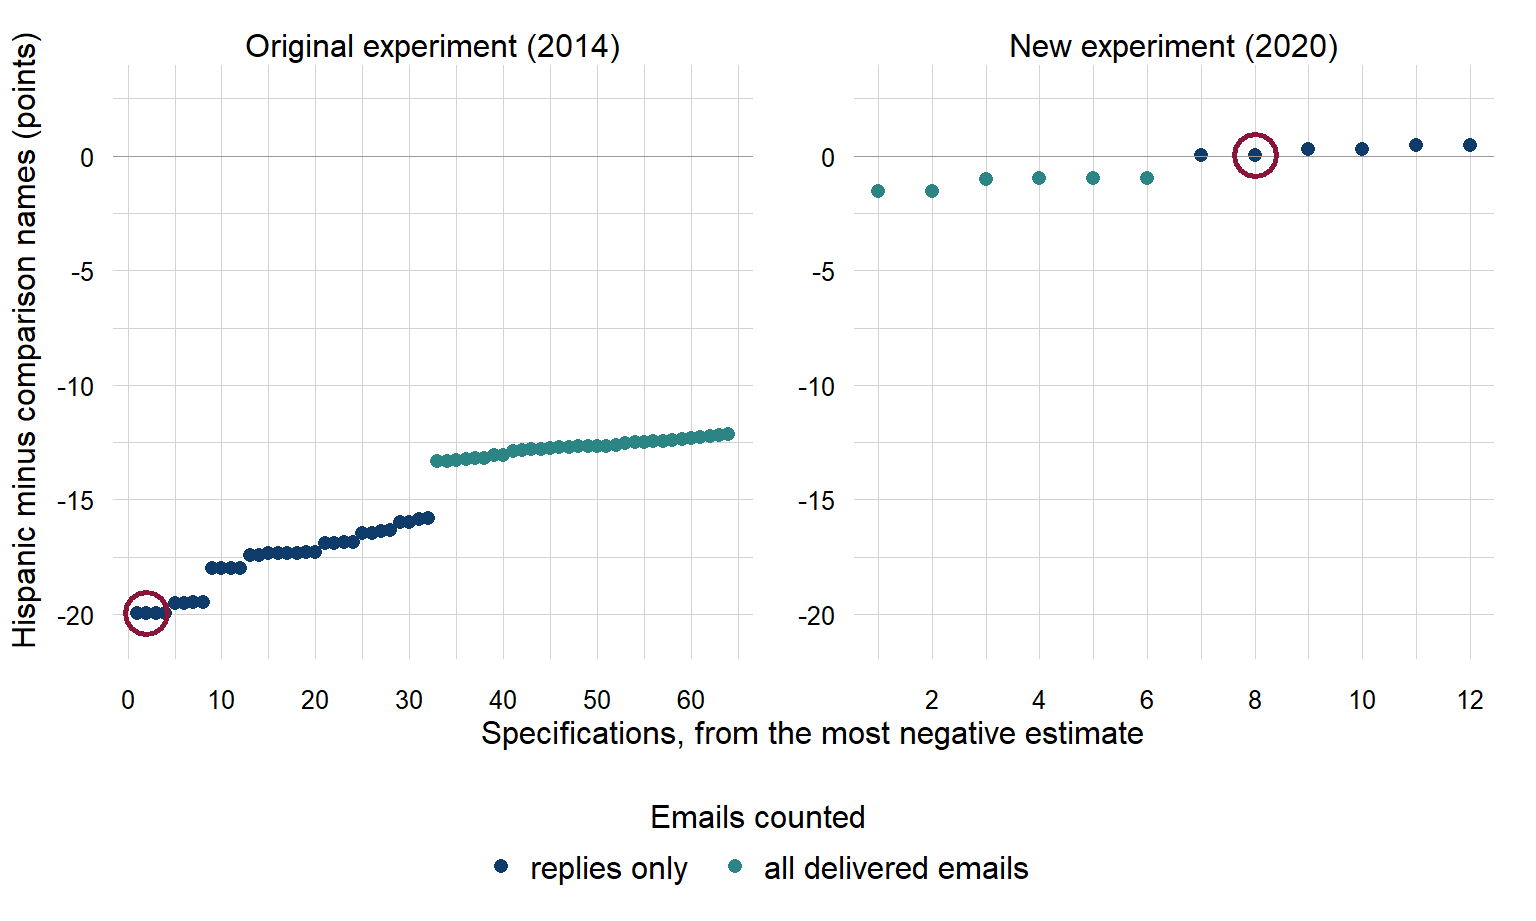 Original experiment (2014)
New experiment (2020)
Hispanic minus comparison names (points)
0
-5
-10
-15
-20
0
-5
-10
-15
-20
0 10 20 30 40 50 60
2 4 6 8 10 12
Specifications, from the most negative estimate
Emails counted
replies only
all delivered emails